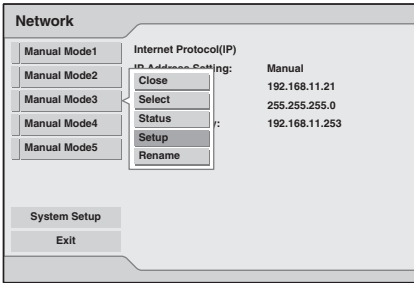 Network
Manual Mode1
Manual Mode2
Manual Mode3
Manual Mode4
Manual Mode5
System Setup
Exit
Internet Protocol(IP)
IP Address Setting: Manual
192.168.11.21
255.255.255.0
192.168.11.253
Close
Select
Status
Setup
Rename